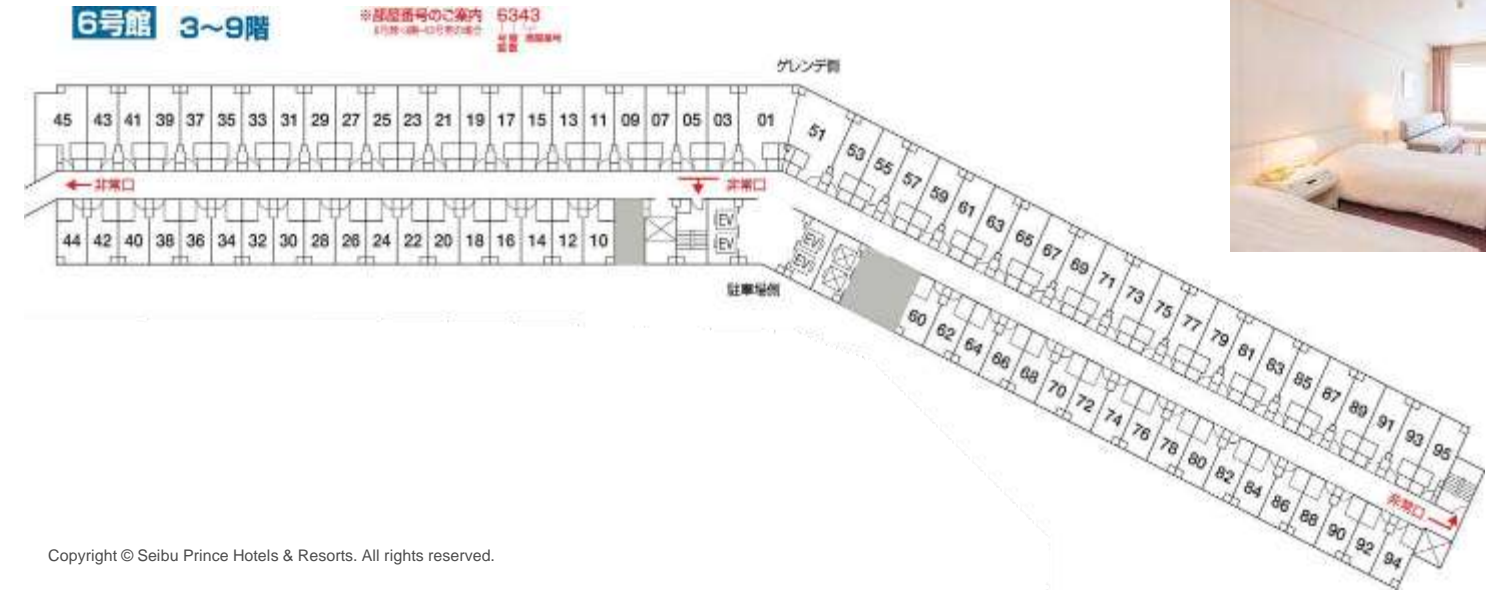 6号館 3～9階
※部屋番号のご案内 6343
ゲレンデ側
45 43 41 39 37 35 33 31 29 27 25 23 21 19 17 15 13 11 09 07 05 03 01
51 53 55 57 59 61 63 65 67 69 71 73 75 77 79 81 83 85 87 89 91 93 95
非常口
非常口
44 42 40 38 36 34 32 30 28 26 24 22 20 18 16 14 12 10
EV
EV
EV
EV
駐車場側
60 62 64 66 68 70 72 74 76 78 80 82 84 86 88 90 92 94
非常口
Copyright © Seibu Prince Hotels & Resorts. All rights reserved.